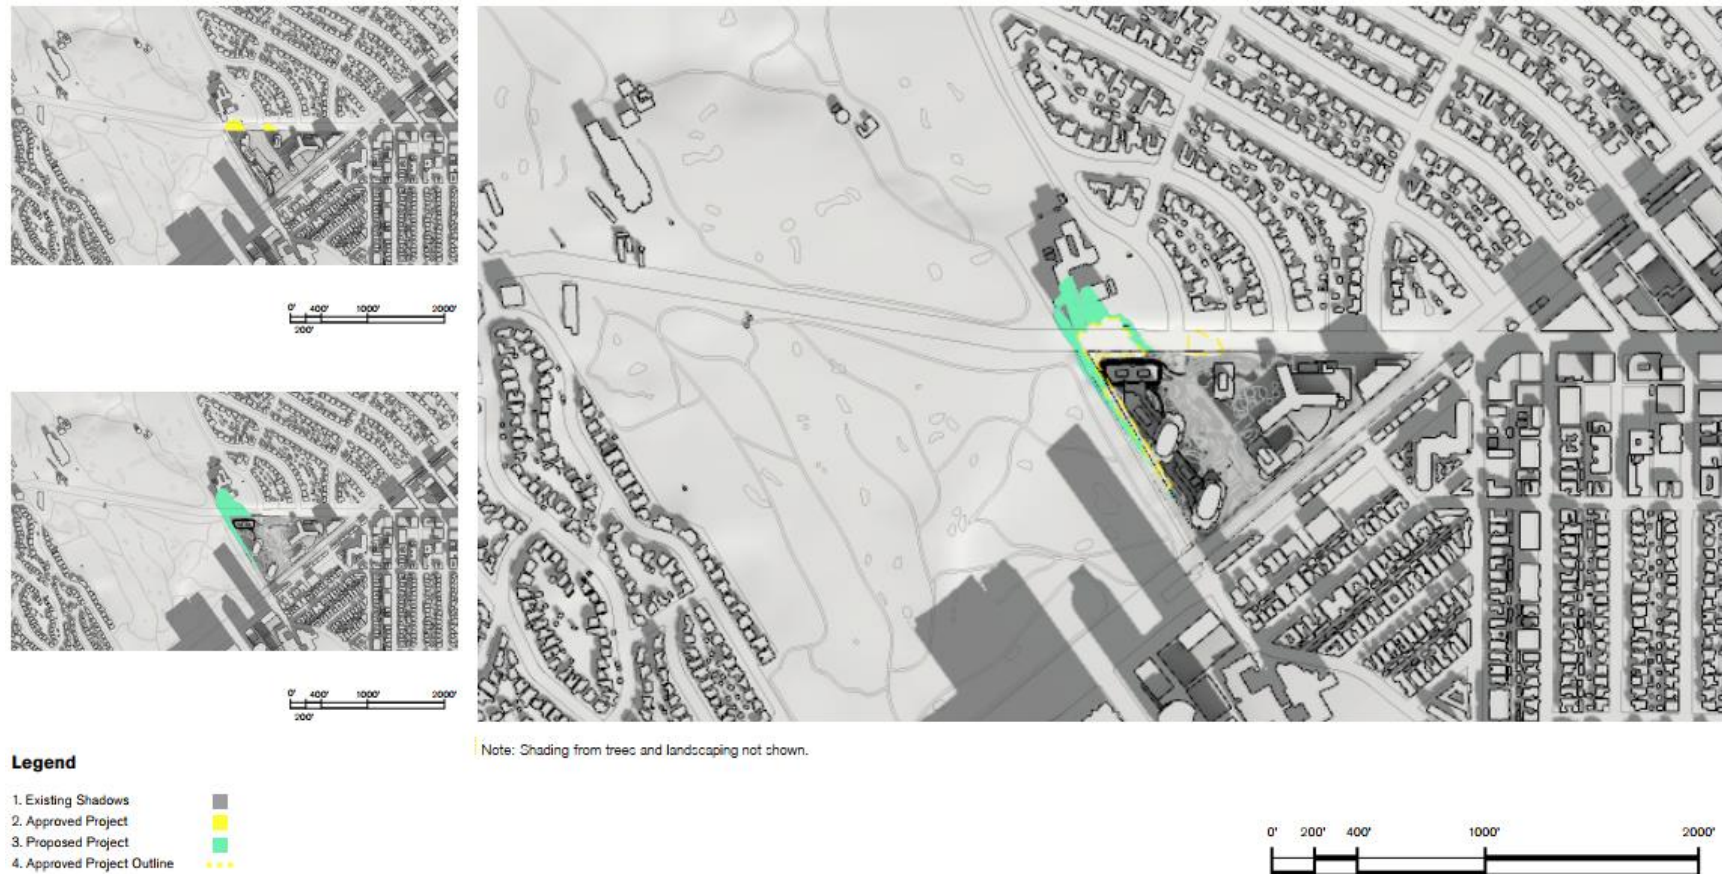 0' 400' 1000' 2000'
200'
0' 400' 1000' 2000'
200'
Legend
1. Existing Shadows
2. Approved Project
3. Proposed Project
4. Approved Project Outline
Note: Shading from trees and landscaping not shown.
0' 200' 400' 1000' 2000'